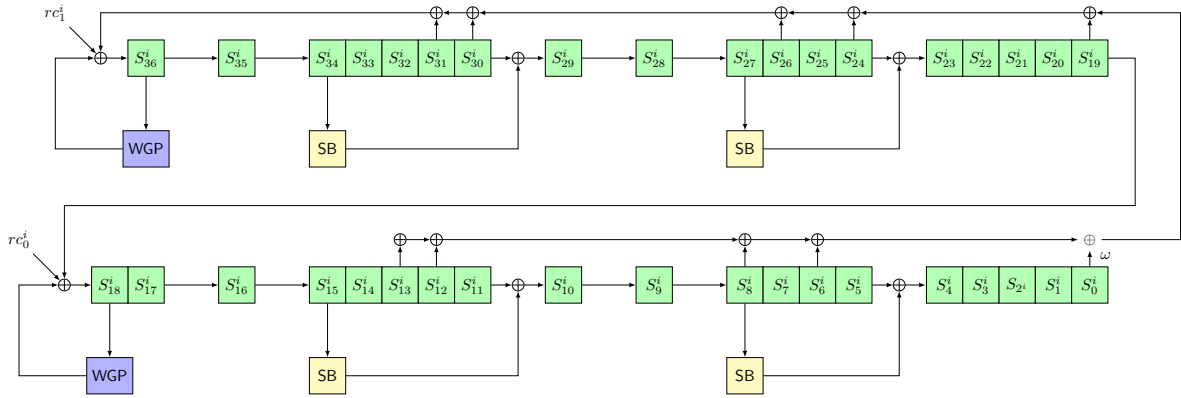 rc_1^i
S_36^i S_35^i S_34^i S_33^i S_32^i S_31^i S_30^i S_29^i S_28^i S_27^i S_26^i S_25^i S_24^i S_23^i S_22^i S_21^i S_20^i S_19^i
WGP SB SB
rc_0^i
ω
S_18^i S_17^i S_16^i S_15^i S_14^i S_13^i S_12^i S_11^i S_10^i S_9^i S_8^i S_7^i S_6^i S_5^i S_4^i S_3^i S_{2^i} S_1^i S_0^i
WGP SB SB